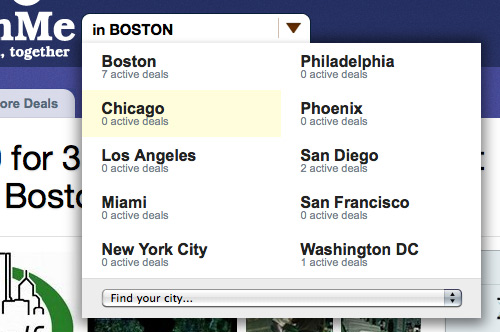 nMe
, together
in BOSTON
ore Deals
for 3
Bosto
Boston
7 active deals
Chicago
0 active deals
Los Angeles
0 active deals
Miami
0 active deals
New York City
0 active deals
Philadelphia
0 active deals
Phoenix
0 active deals
San Diego
2 active deals
San Francisco
0 active deals
Washington DC
1 active deals
Find your city...